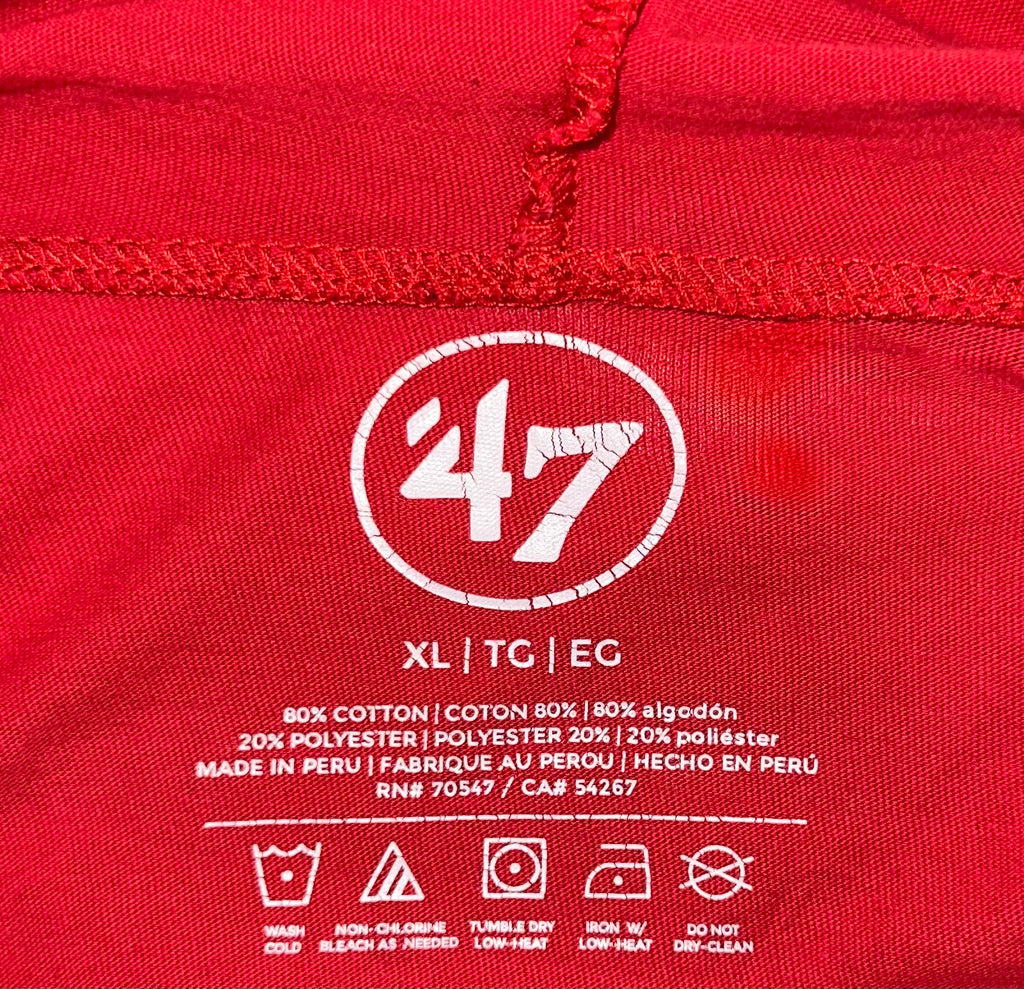 '47
XL | TG | EG
80% COTTON | COTON 80% | 80% algodón
20% POLYESTER | POLYESTER 20% | 20% poliéster
MADE IN PERU | FABRIQUE AU PEROU | HECHO EN PERÚ
RN# 70547 / CA# 54267
WASH COLD
NON-CHLORINE BLEACH AS NEEDED
TUMBLE DRY LOW-HEAT
IRON W/ LOW-HEAT
DO NOT DRY-CLEAN